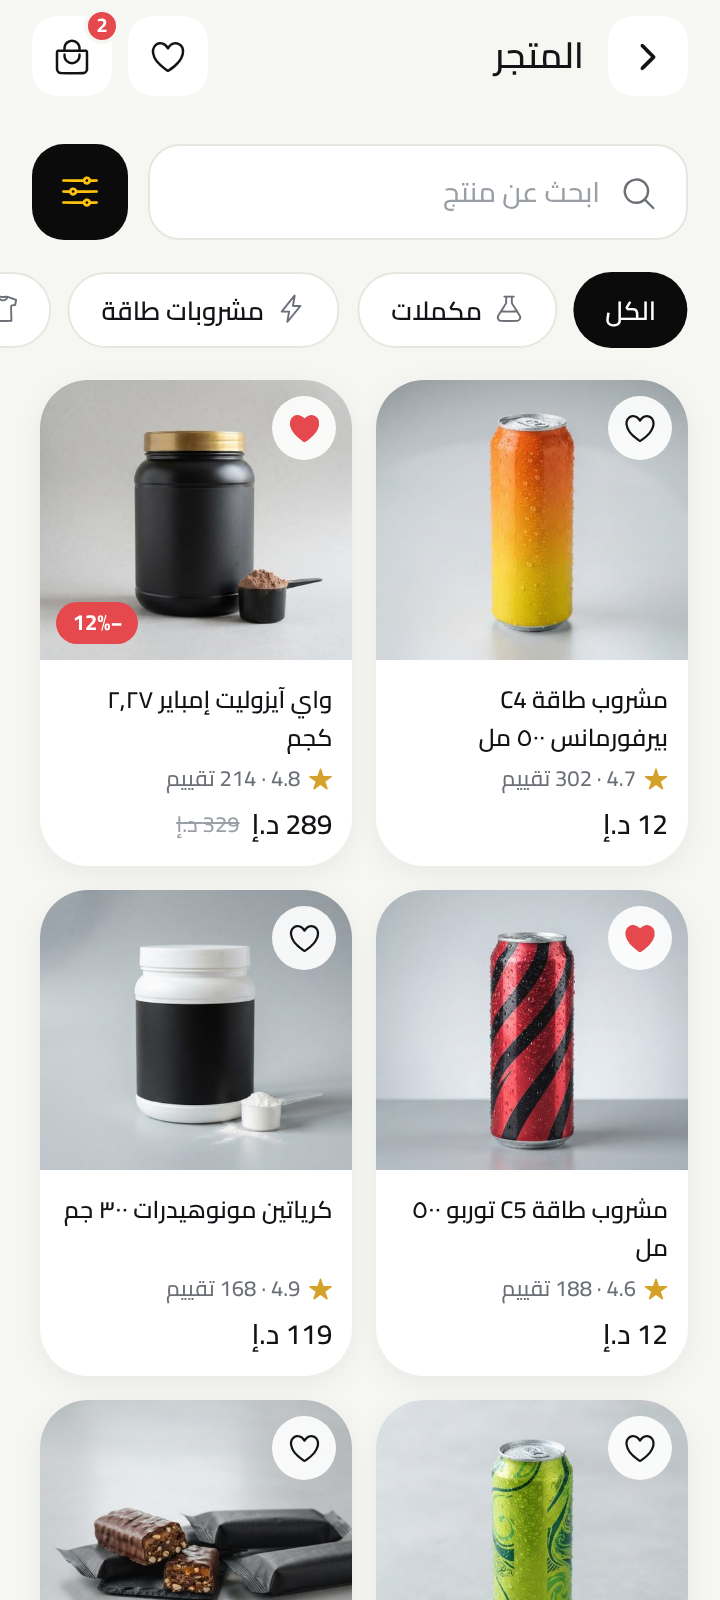 المتجر
2
ابحث عن منتج
الكل
مكملات
مشروبات طاقة
مشروب طاقة C4
بيرفورمانس ٥٠٠ مل
4.7 · 302 تقييم
12 د.إ
−12%
واي آيزوليت إمباير ٢,٢٧
كجم
4.8 · 214 تقييم
289 د.إ 329 د.إ
مشروب طاقة C5 توربو ٥٠٠
مل
4.6 · 188 تقييم
12 د.إ
كرياتين مونوهيدرات ٣٠٠ جم
4.9 · 168 تقييم
119 د.إ